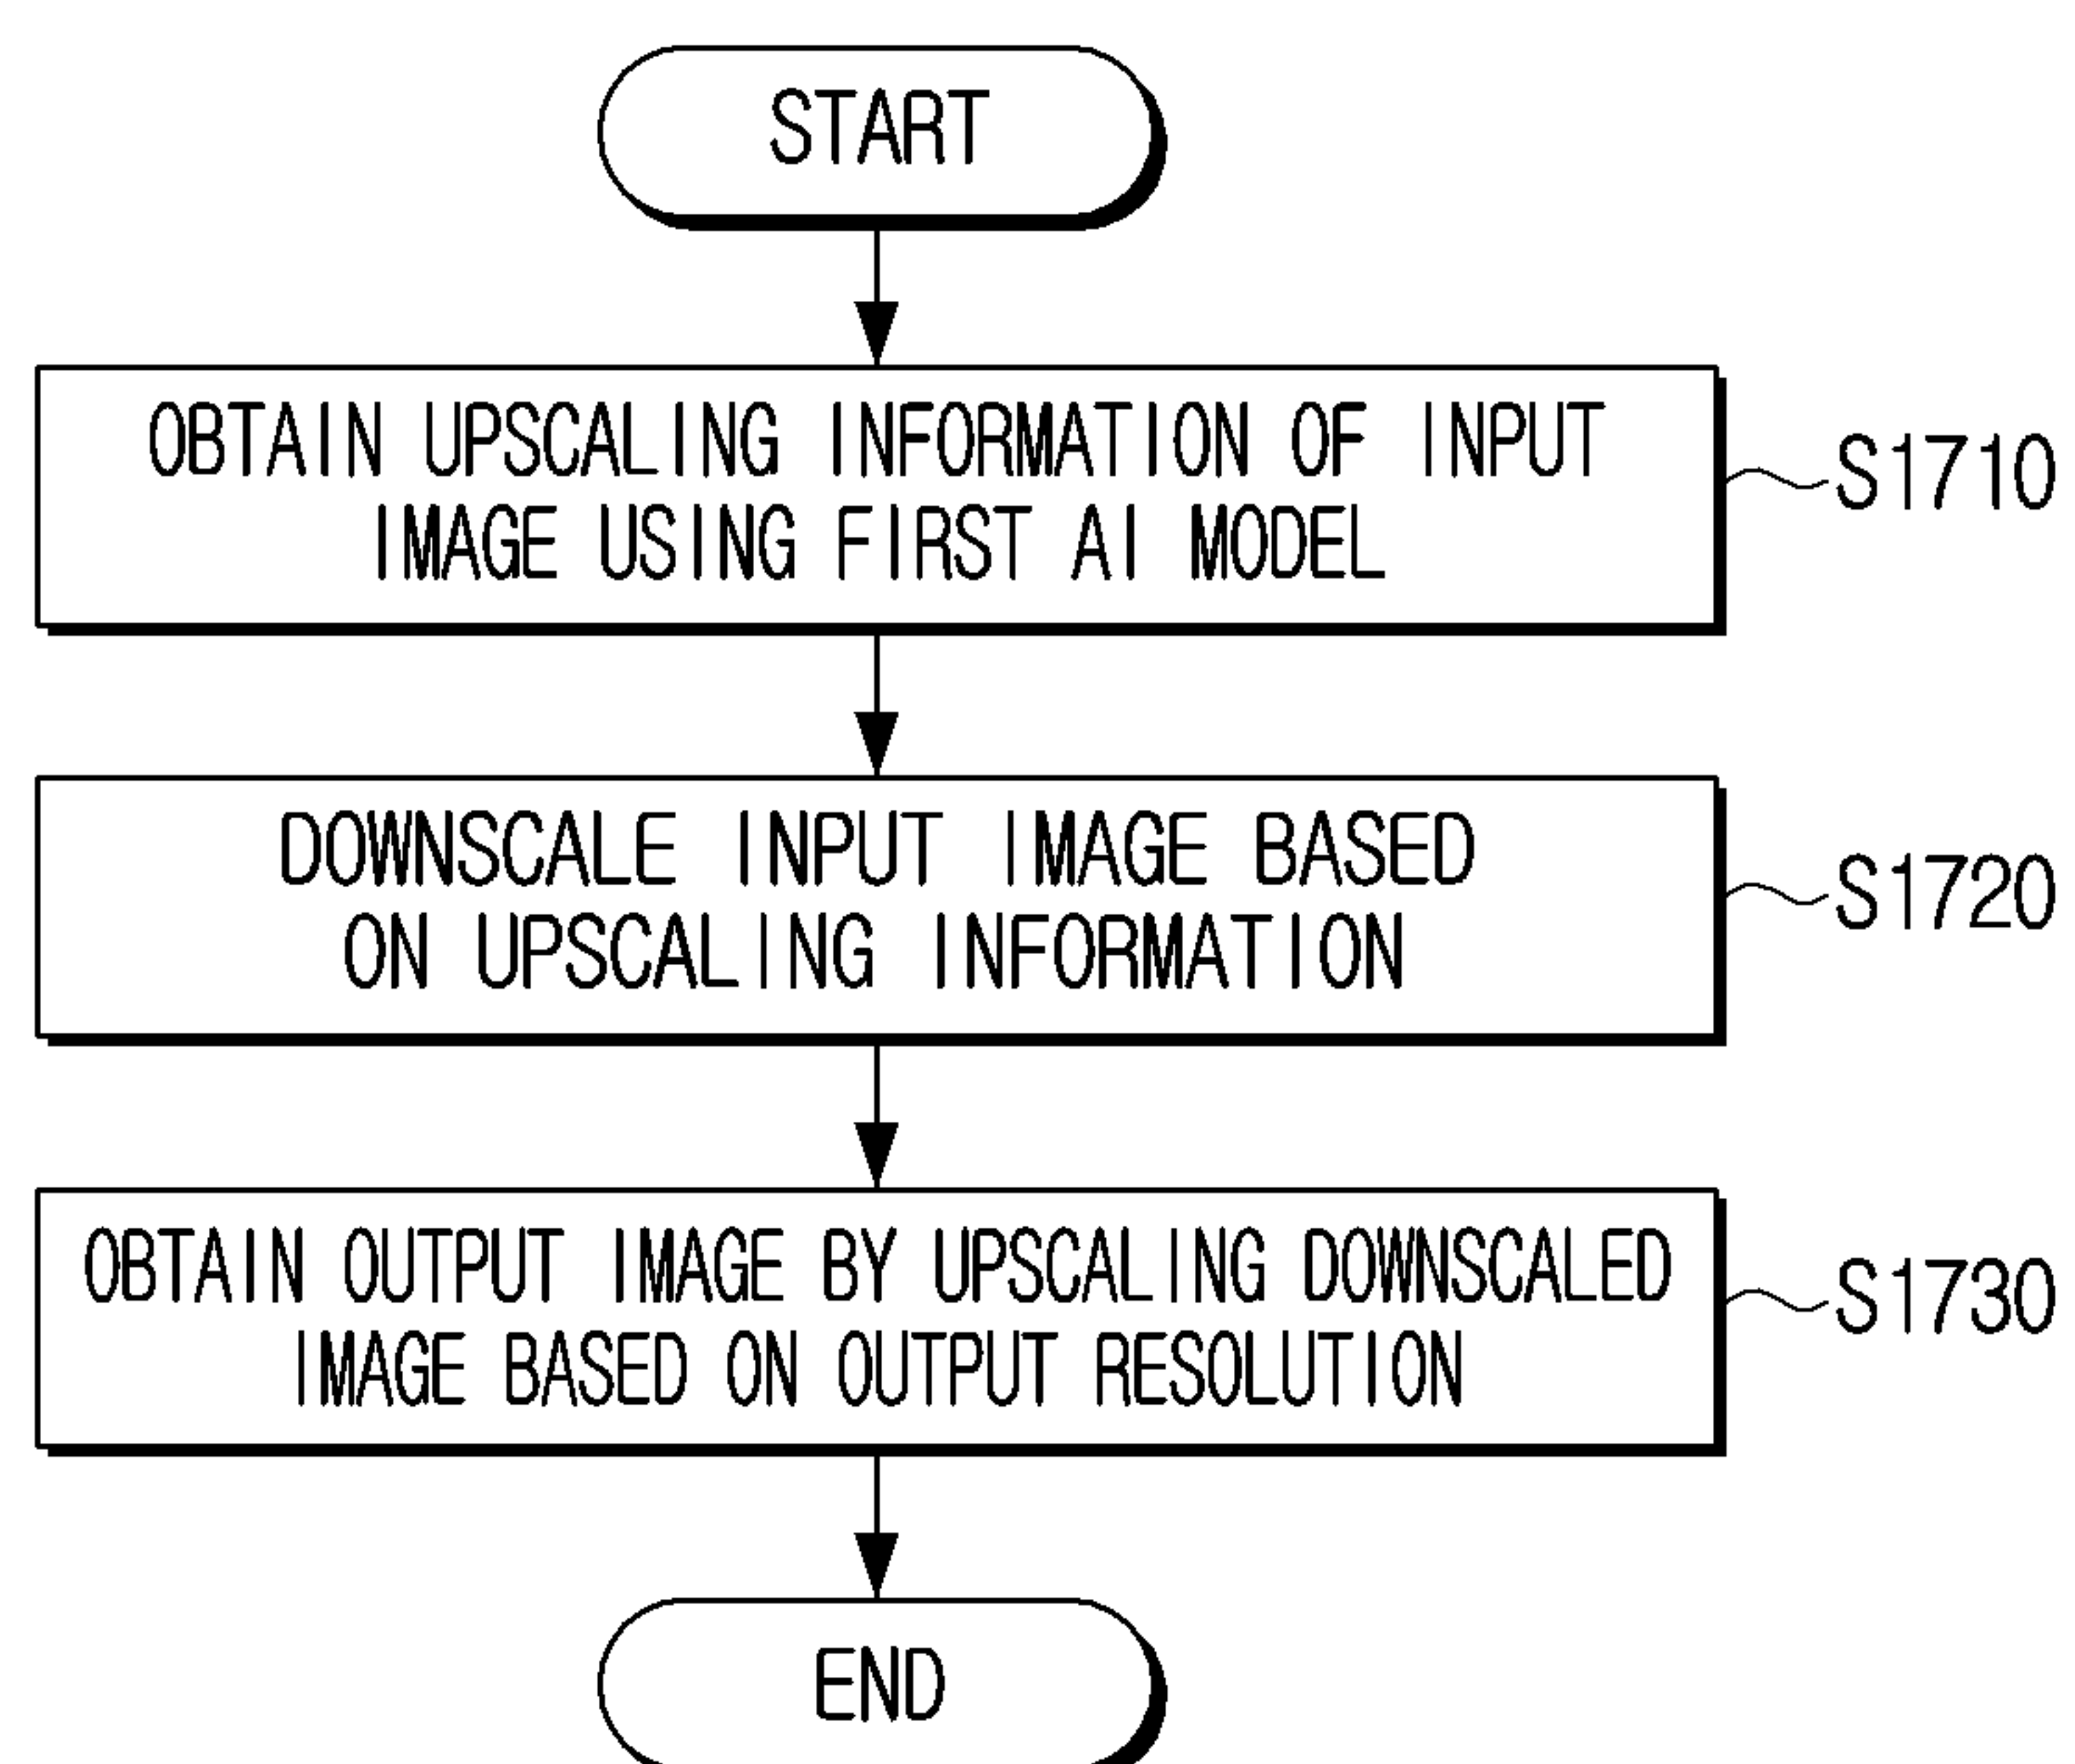 START
OBTAIN UPSCALING INFORMATION OF INPUT
IMAGE USING FIRST AI MODEL
S1710
DOWNSCALE INPUT IMAGE BASED
ON UPSCALING INFORMATION
S1720
OBTAIN OUTPUT IMAGE BY UPSCALING DOWNSCALED
IMAGE BASED ON OUTPUT RESOLUTION
S1730
END